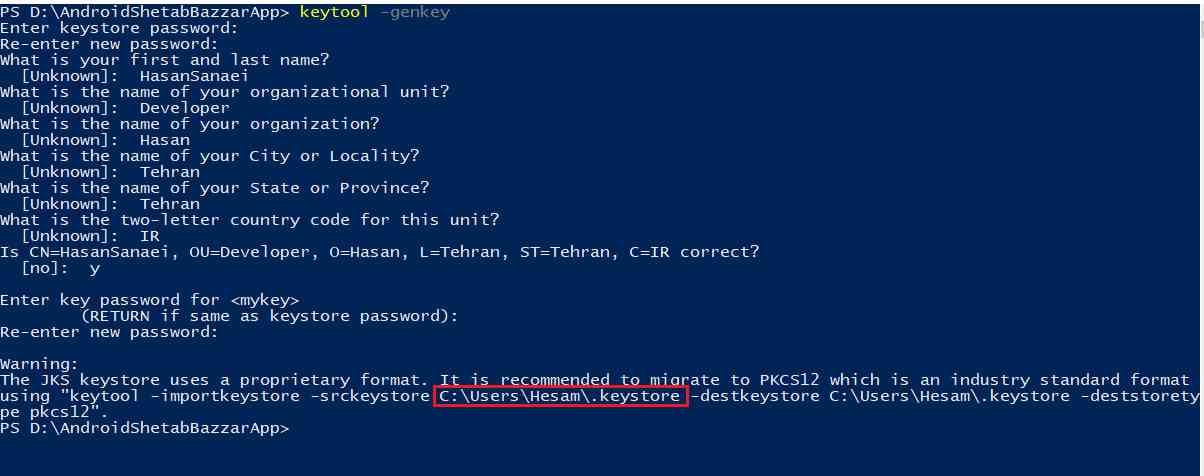 PS D:\AndroidShetabBazzarApp> keytool -genkey
Enter keystore password:
Re-enter new password:
What is your first and last name?
  [Unknown]:  HasanSanaei
What is the name of your organizational unit?
  [Unknown]:  Developer
What is the name of your organization?
  [Unknown]:  Hasan
What is the name of your City or Locality?
  [Unknown]:  Tehran
What is the name of your State or Province?
  [Unknown]:  Tehran
What is the two-letter country code for this unit?
  [Unknown]:  IR
Is CN=HasanSanaei, OU=Developer, O=Hasan, L=Tehran, ST=Tehran, C=IR correct?
  [no]:  y

Enter key password for <mykey>
        (RETURN if same as keystore password):
Re-enter new password:

Warning:
The JKS keystore uses a proprietary format. It is recommended to migrate to PKCS12 which is an industry standard format
using "keytool -importkeystore -srckeystore C:\Users\Hesam\.keystore -destkeystore C:\Users\Hesam\.keystore -deststorety
pe pkcs12".
PS D:\AndroidShetabBazzarApp>